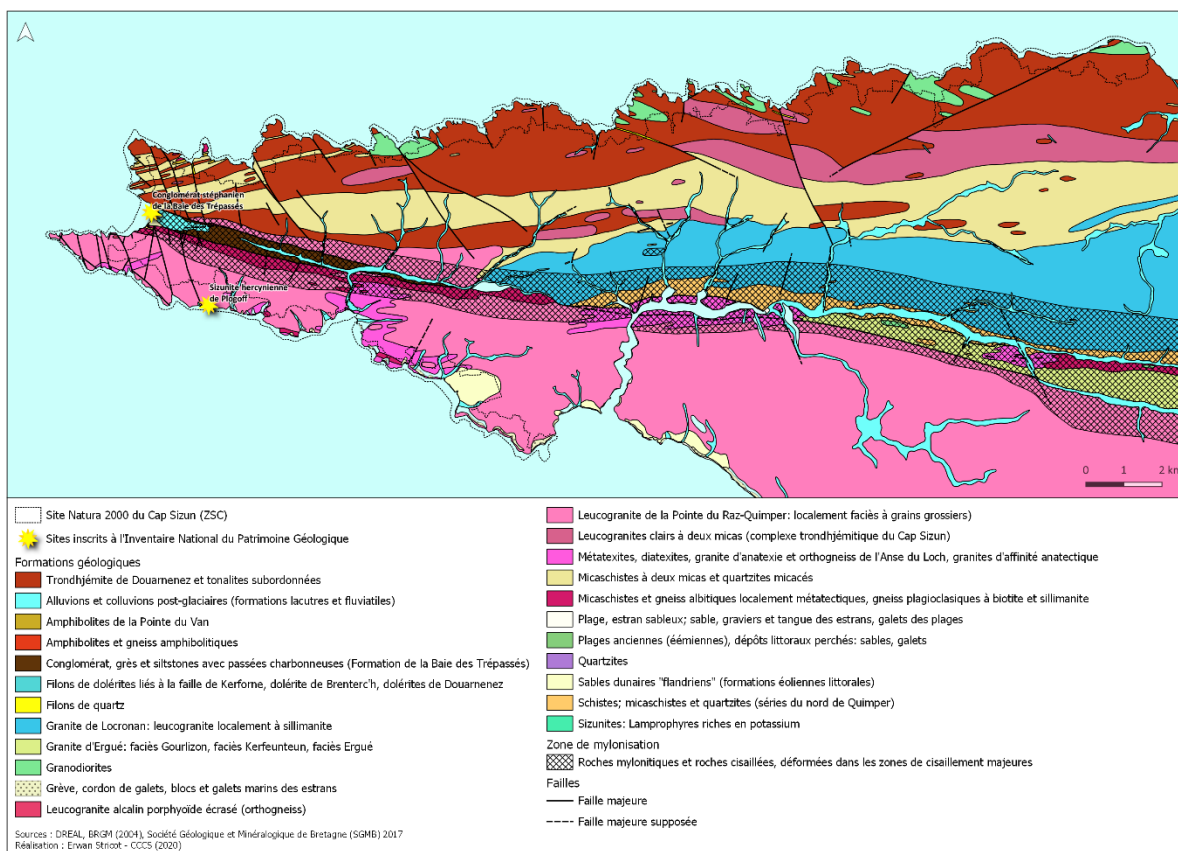 Conglomérat stéphanien
de la Baie des Trépassés
Sizunite hercynienne
de Plogoff
0 1 2 km
Site Natura 2000 du Cap Sizun (ZSC)
Sites inscrits à l'Inventaire National du Patrimoine Géologique
Formations géologiques
Trondhjémite de Douarnenez et tonalites subordonnées
Alluvions et colluvions post-glaciaires (formations lacutres et fluviatiles)
Amphibolites de la Pointe du Van
Amphibolites et gneiss amphibolitiques
Conglomérat, grès et siltstones avec passées charbonneuses (Formation de la Baie des Trépassés)
Filons de dolérites liés à la faille de Kerforne, dolérite de Brenterc'h, dolérites de Douarnenez
Filons de quartz
Granite de Locronan: leucogranite localement à sillimanite
Granite d'Ergué: faciès Gourlizon, faciès Kerfeunteun, faciès Ergué
Granodiorites
Grève, cordon de galets, blocs et galets marins des estrans
Leucogranite alcalin porphyoïde écrasé (orthogneiss)
Sources : DREAL, BRGM (2004), Société Géologique et Minéralogique de Bretagne (SGMB) 2017
Réalisation : Erwan Stricot - CCCS (2020)
Leucogranite de la Pointe du Raz-Quimper: localement faciès à grains grossiers)
Leucogranites clairs à deux micas (complexe trondhjémitique du Cap Sizun)
Métatexites, diatexites, granite d'anatexie et orthogneis de l'Anse du Loch, granites d'affinité anatectique
Micaschistes à deux micas et quartzites micacés
Micaschistes et gneiss albitiques localement métatectiques, gneiss plagioclasiques à biotite et sillimanite
Plage, estran sableux; sable, graviers et tangue des estrans, galets des plages
Plages anciennes (éémiennes), dépôts littoraux perchés: sables, galets
Quartzites
Sables dunaires "flandriens" (formations éoliennes littorales)
Schistes; micaschistes et quartzites (séries du nord de Quimper)
Sizunites: Lamprophyres riches en potassium
Zone de mylonisation
Roches mylonitiques et roches cisaillées, déformées dans les zones de cisaillement majeures
Failles
Faille majeure
Faille majeure supposée